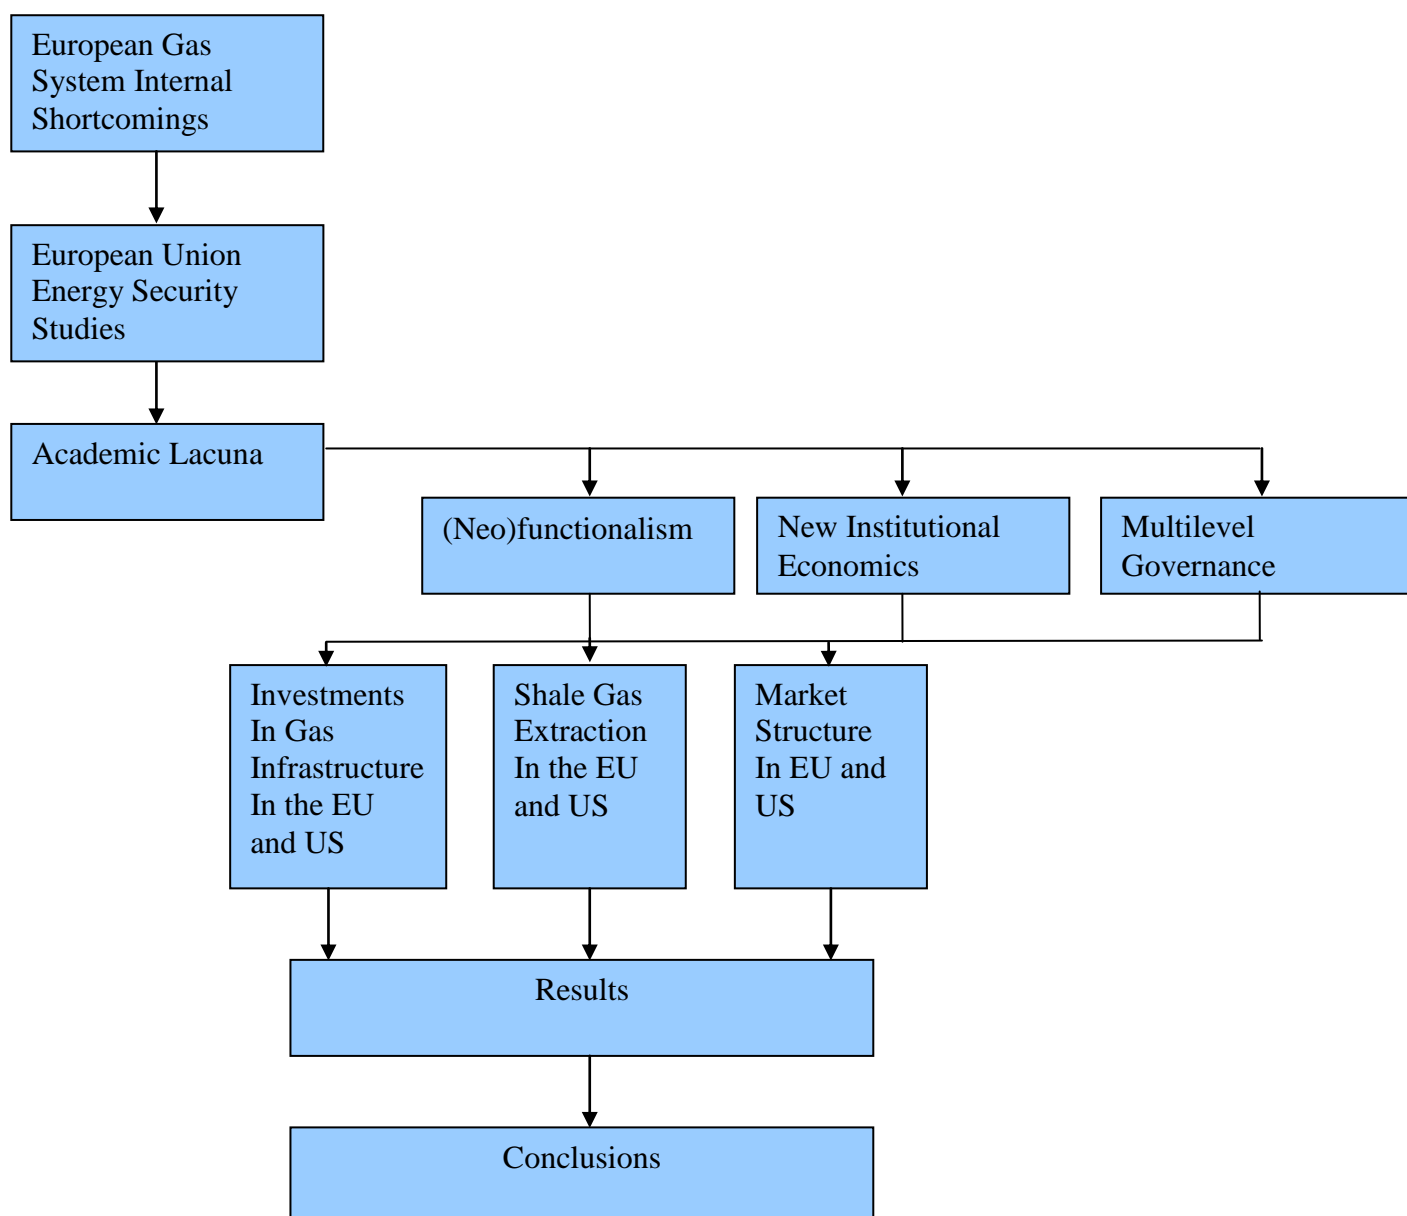 European Gas
System Internal
Shortcomings
European Union
Energy Security
Studies
Academic Lacuna
(Neo)functionalism
New Institutional
Economics
Multilevel
Governance
Investments
In Gas
Infrastructure
In the EU
and US
Shale Gas
Extraction
In the EU
and US
Market
Structure
In EU and
US
Results
Conclusions